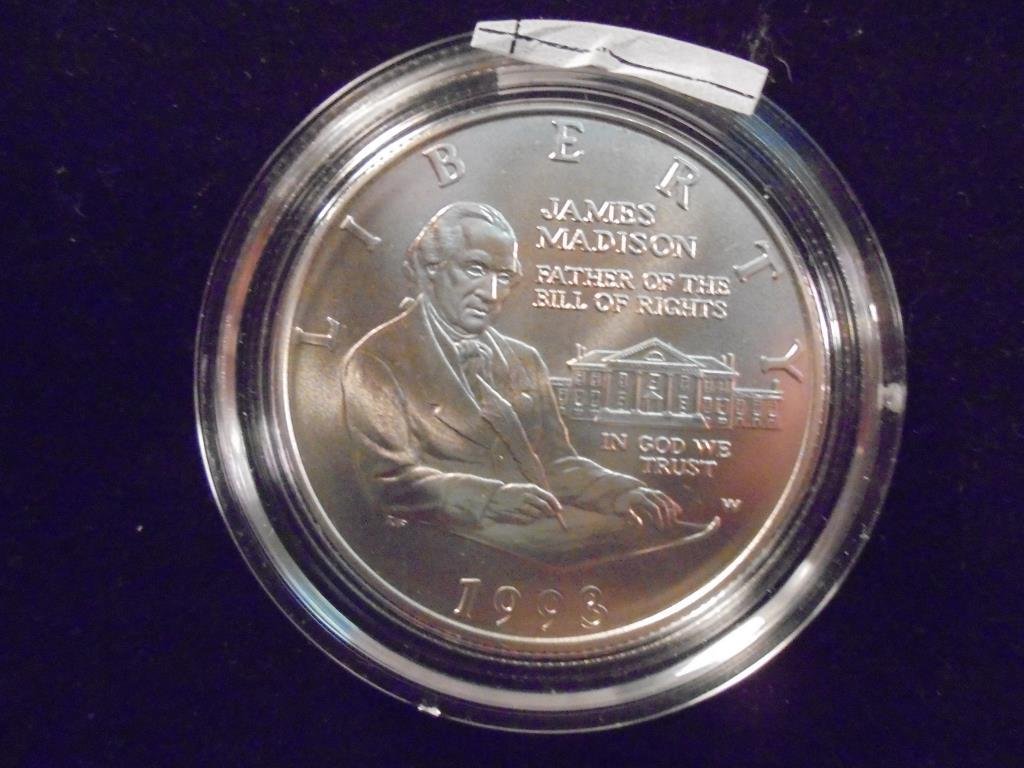 LIBERTY
JAMES
MADISON
FATHER OF THE
BILL OF RIGHTS
IN GOD WE
TRUST
W
1993